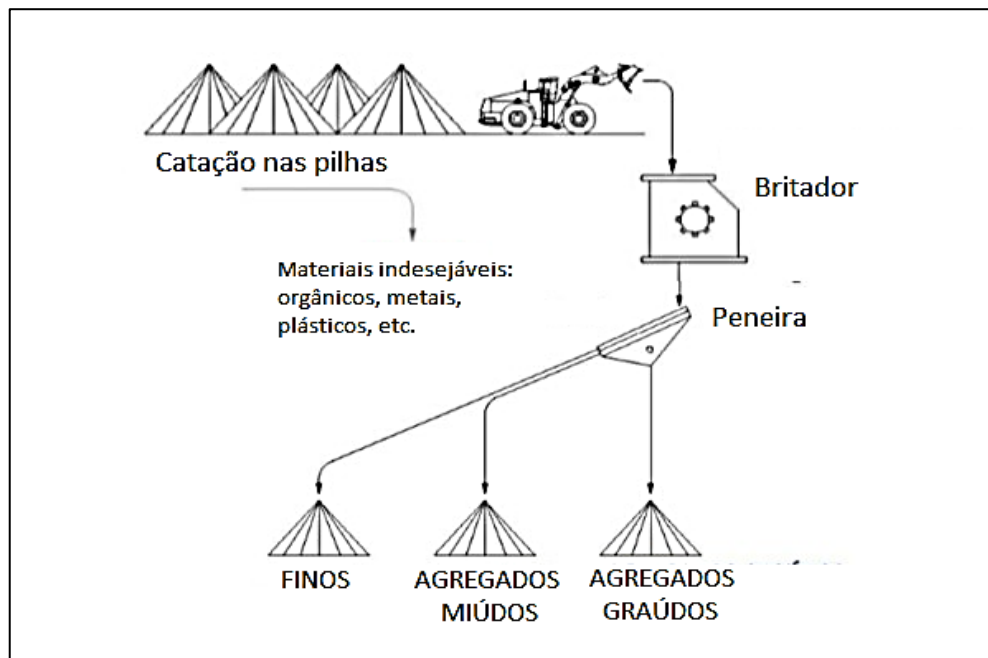 Catação nas pilhas
Britador
Materiais indesejáveis:
orgânicos, metais,
plásticos, etc.
Peneira
FINOS
AGREGADOS
MIÚDOS
AGREGADOS
GRAÚDOS